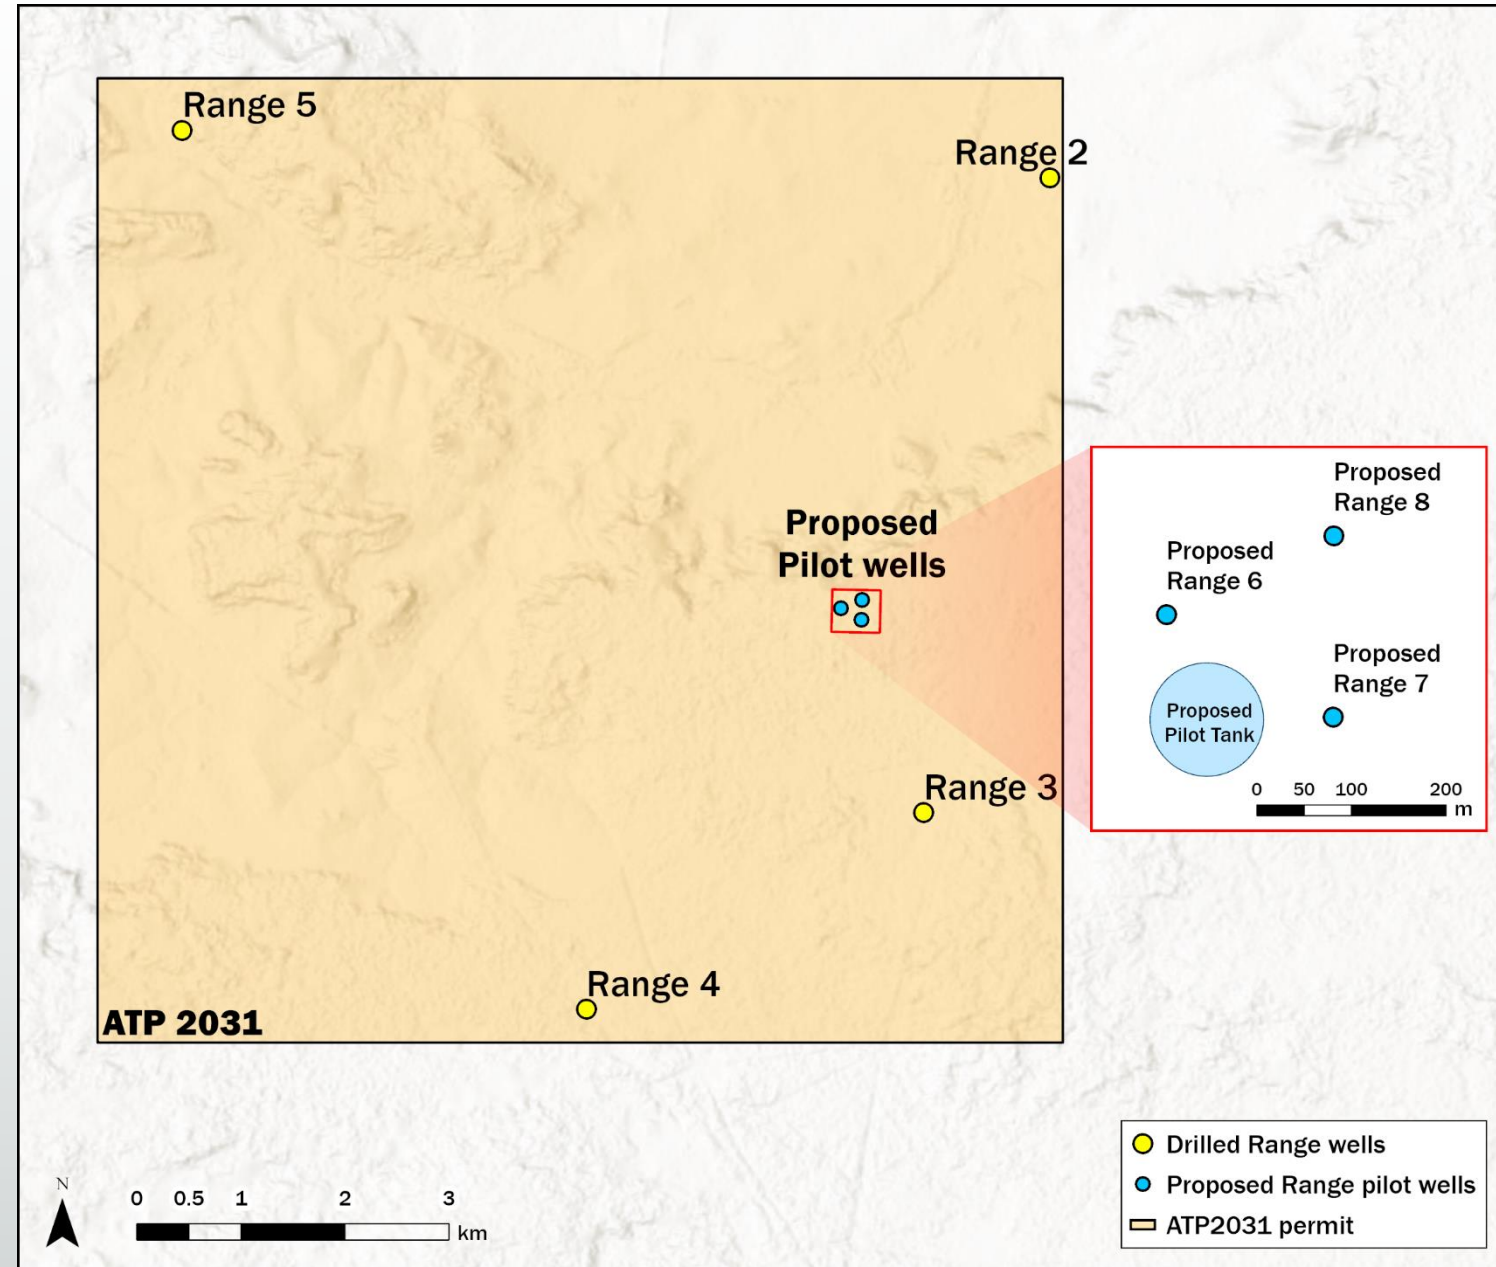 Range 5
Range 2
Proposed
Pilot wells
Proposed
Range 8
Proposed
Range 6
Proposed
Range 7
Proposed
Pilot Tank
0 50 100 200
m
Range 3
Range 4
ATP 2031
N
0 0.5 1 2 3
km
Drilled Range wells
Proposed Range pilot wells
ATP2031 permit